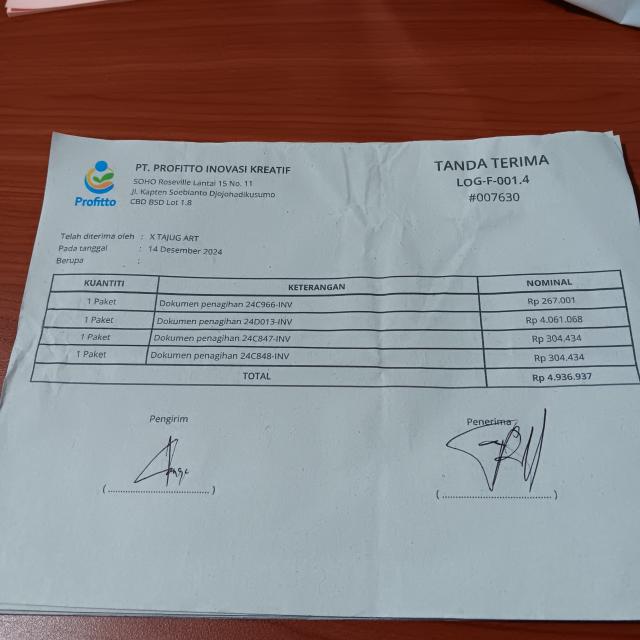 Profitto
PT. PROFITTO INOVASI KREATIF
SOHO Roseville Lantai 15 No. 11
Jl. Kapten Soebianto Djojohadikusumo
CBD BSD Lot 1.8
TANDA TERIMA
LOG-F-001.4
#007630
Telah diterima oleh : X TAJUG ART
Pada tanggal : 14 Desember 2024
Berupa :
KUANTITI KETERANGAN NOMINAL
1 Paket Dokumen penagihan 24C966-INV Rp 267.001
1 Paket Dokumen penagihan 24D013-INV Rp 4.061.068
1 Paket Dokumen penagihan 24C847-INV Rp 304.434
1 Paket Dokumen penagihan 24C848-INV Rp 304.434
TOTAL Rp 4.936.937
Pengirim Penerima
(..............................) (..............................)